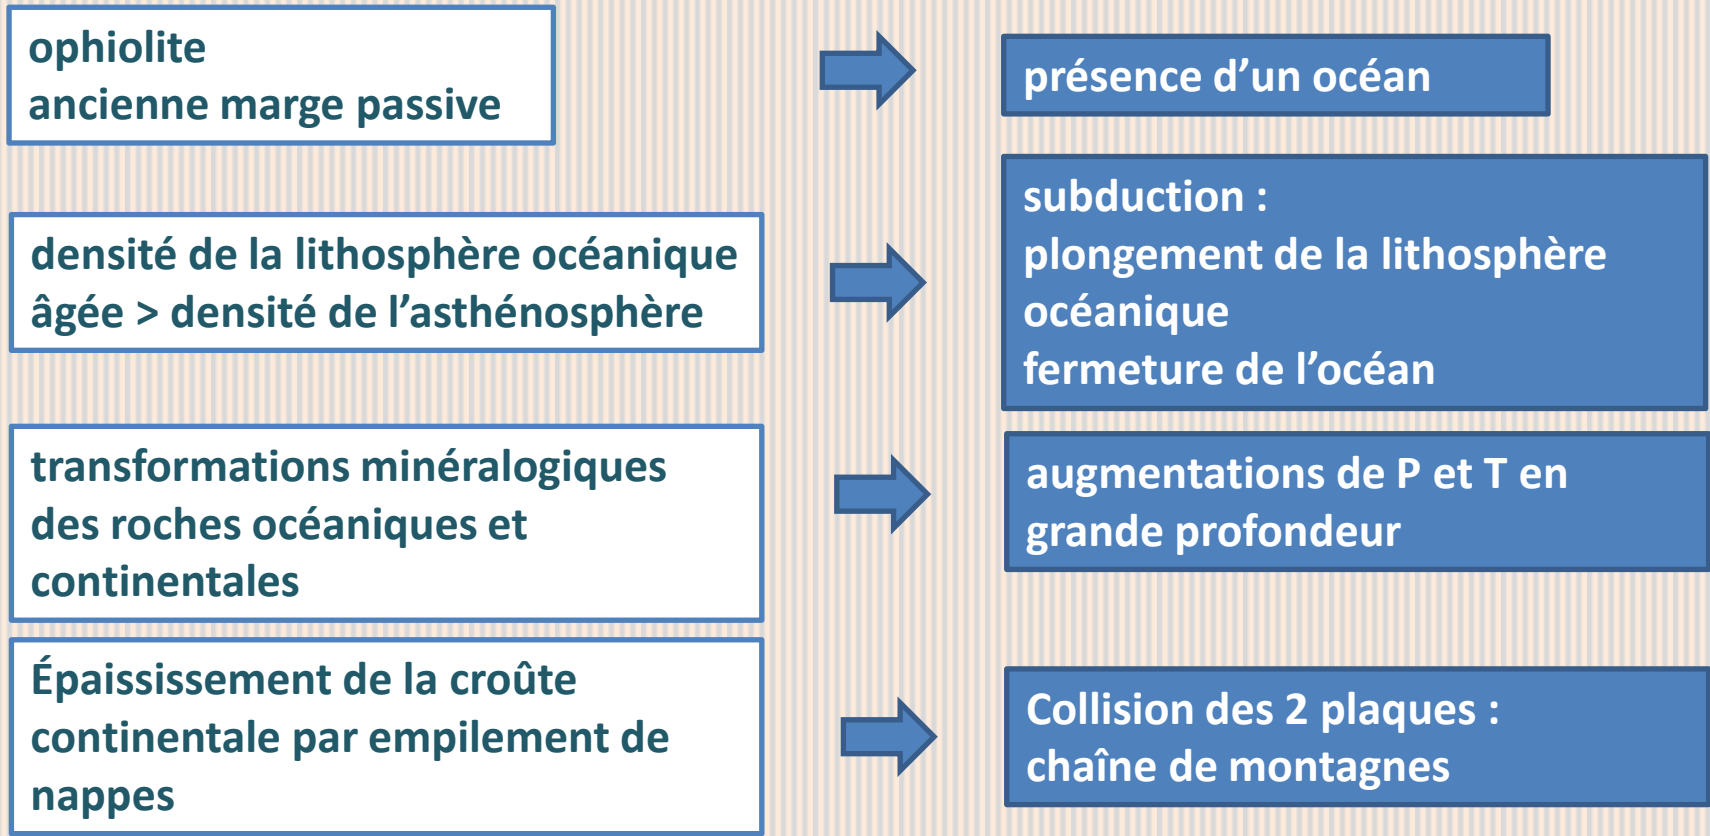 ophiolite
ancienne marge passive
présence d’un océan
densité de la lithosphère océanique
âgée > densité de l’asthénosphère
subduction :
plongement de la lithosphère
océanique
fermeture de l’océan
transformations minéralogiques
des roches océaniques et
continentales
augmentations de P et T en
grande profondeur
Épaississement de la croûte
continentale par empilement de
nappes
Collision des 2 plaques :
chaîne de montagnes